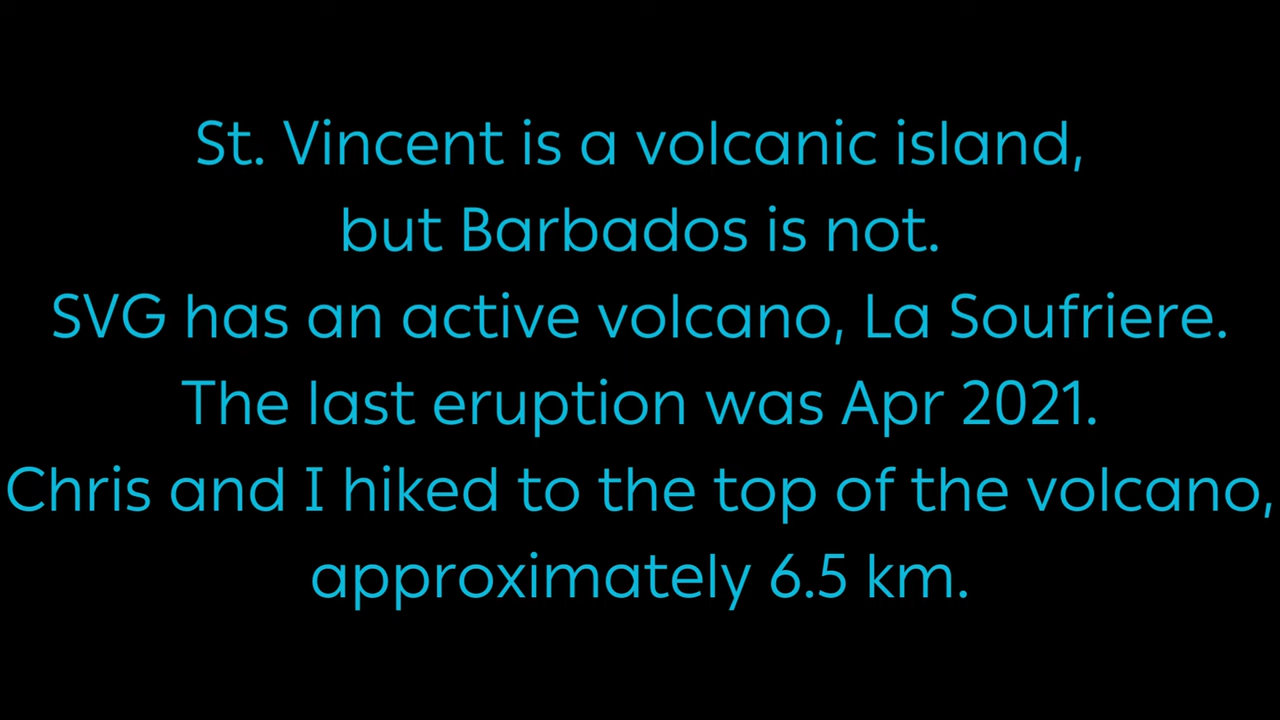 St. Vincent is a volcanic island,
but Barbados is not.
SVG has an active volcano, La Soufriere.
The last eruption was Apr 2021.
Chris and I hiked to the top of the volcano,
approximately 6.5 km.